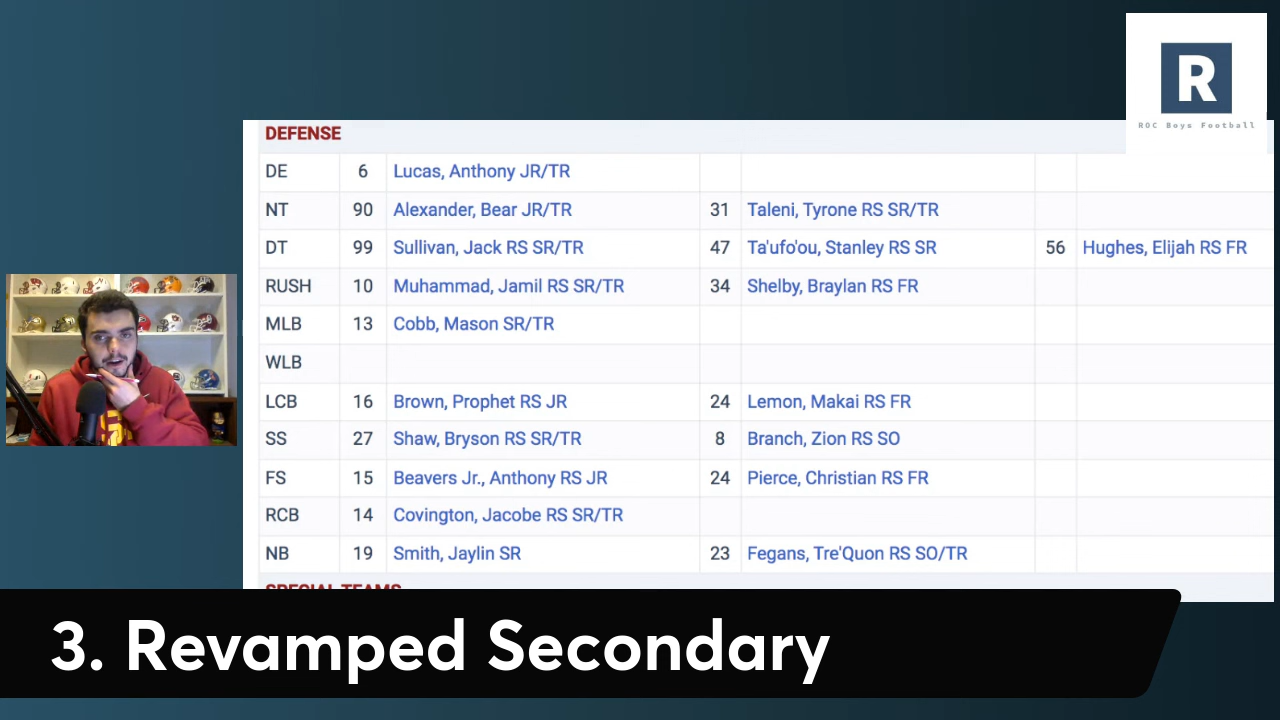 R
ROC Boys Football
DEFENSE
DE 6 Lucas, Anthony JR/TR
NT 90 Alexander, Bear JR/TR 31 Taleni, Tyrone RS SR/TR
DT 99 Sullivan, Jack RS SR/TR 47 Ta'ufo'ou, Stanley RS SR 56 Hughes, Elijah RS FR
RUSH 10 Muhammad, Jamil RS SR/TR 34 Shelby, Braylan RS FR
MLB 13 Cobb, Mason SR/TR
WLB
LCB 16 Brown, Prophet RS JR 24 Lemon, Makai RS FR
SS 27 Shaw, Bryson RS SR/TR 8 Branch, Zion RS SO
FS 15 Beavers Jr., Anthony RS JR 24 Pierce, Christian RS FR
RCB 14 Covington, Jacobe RS SR/TR
NB 19 Smith, Jaylin SR 23 Fegans, Tre'Quon RS SO/TR
SPECIAL TEAMS
3. Revamped Secondary